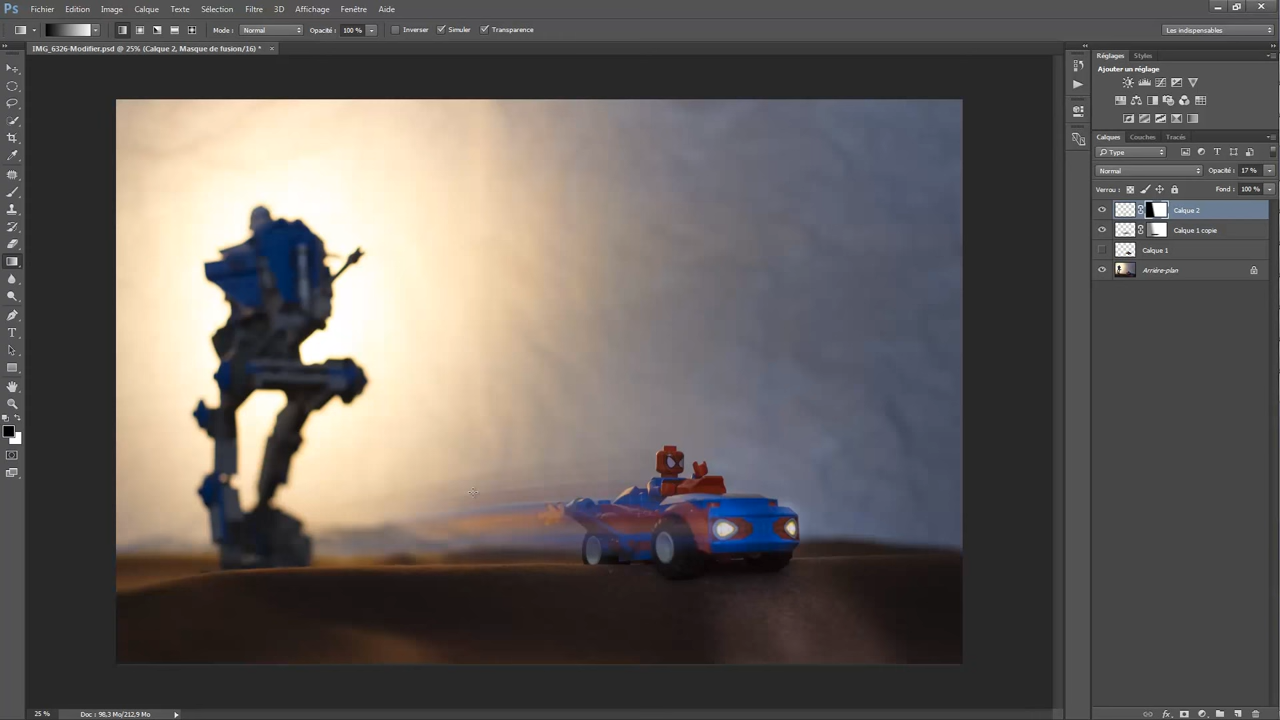 Ps Fichier Edition Image Calque Texte Sélection Filtre 3D Affichage Fenêtre Aide
Mode : Normal Opacité : 100 % Inverser Simuler Transparence Les indispensables
IMG_6326-Modifier.psd @ 25% (Calque 2, Masque de fusion/16) * ×
Réglages Styles
Ajouter un réglage
Calques Couches Tracés
Type
Normal Opacité : 17 %
Verrou : Fond : 100 %
Calque 2
Calque 1 copie
Calque 1
Arrière-plan
25 % Doc : 98,3 Mo/212,9 Mo